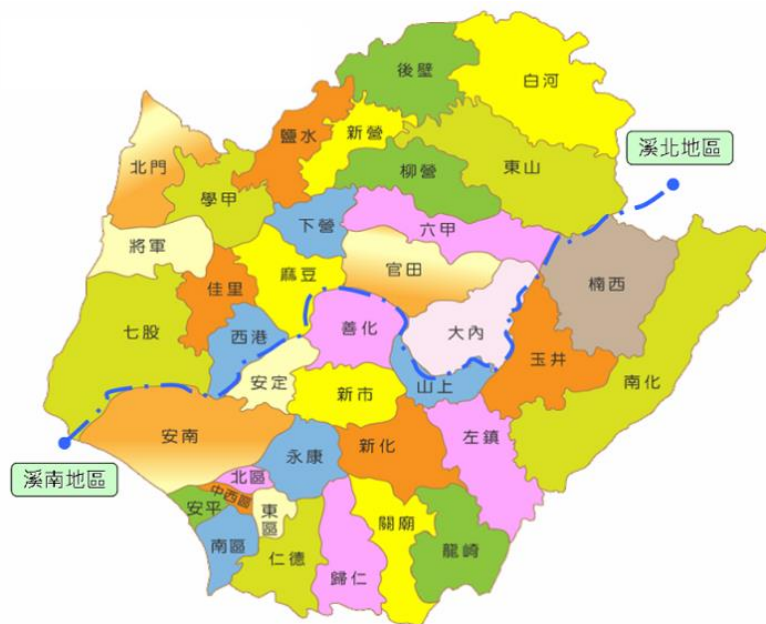 後壁
白河
鹽水
新營
北門
柳營
東山
溪北地區
學甲
下營
六甲
將軍
官田
麻豆
佳里
楠西
七股
西港
善化
大內
玉井
安定
新市
山上
南化
安南
永康
新化
左鎮
溪南地區
北區
中西區
安平
東區
南區
關廟
龍崎
仁德
歸仁